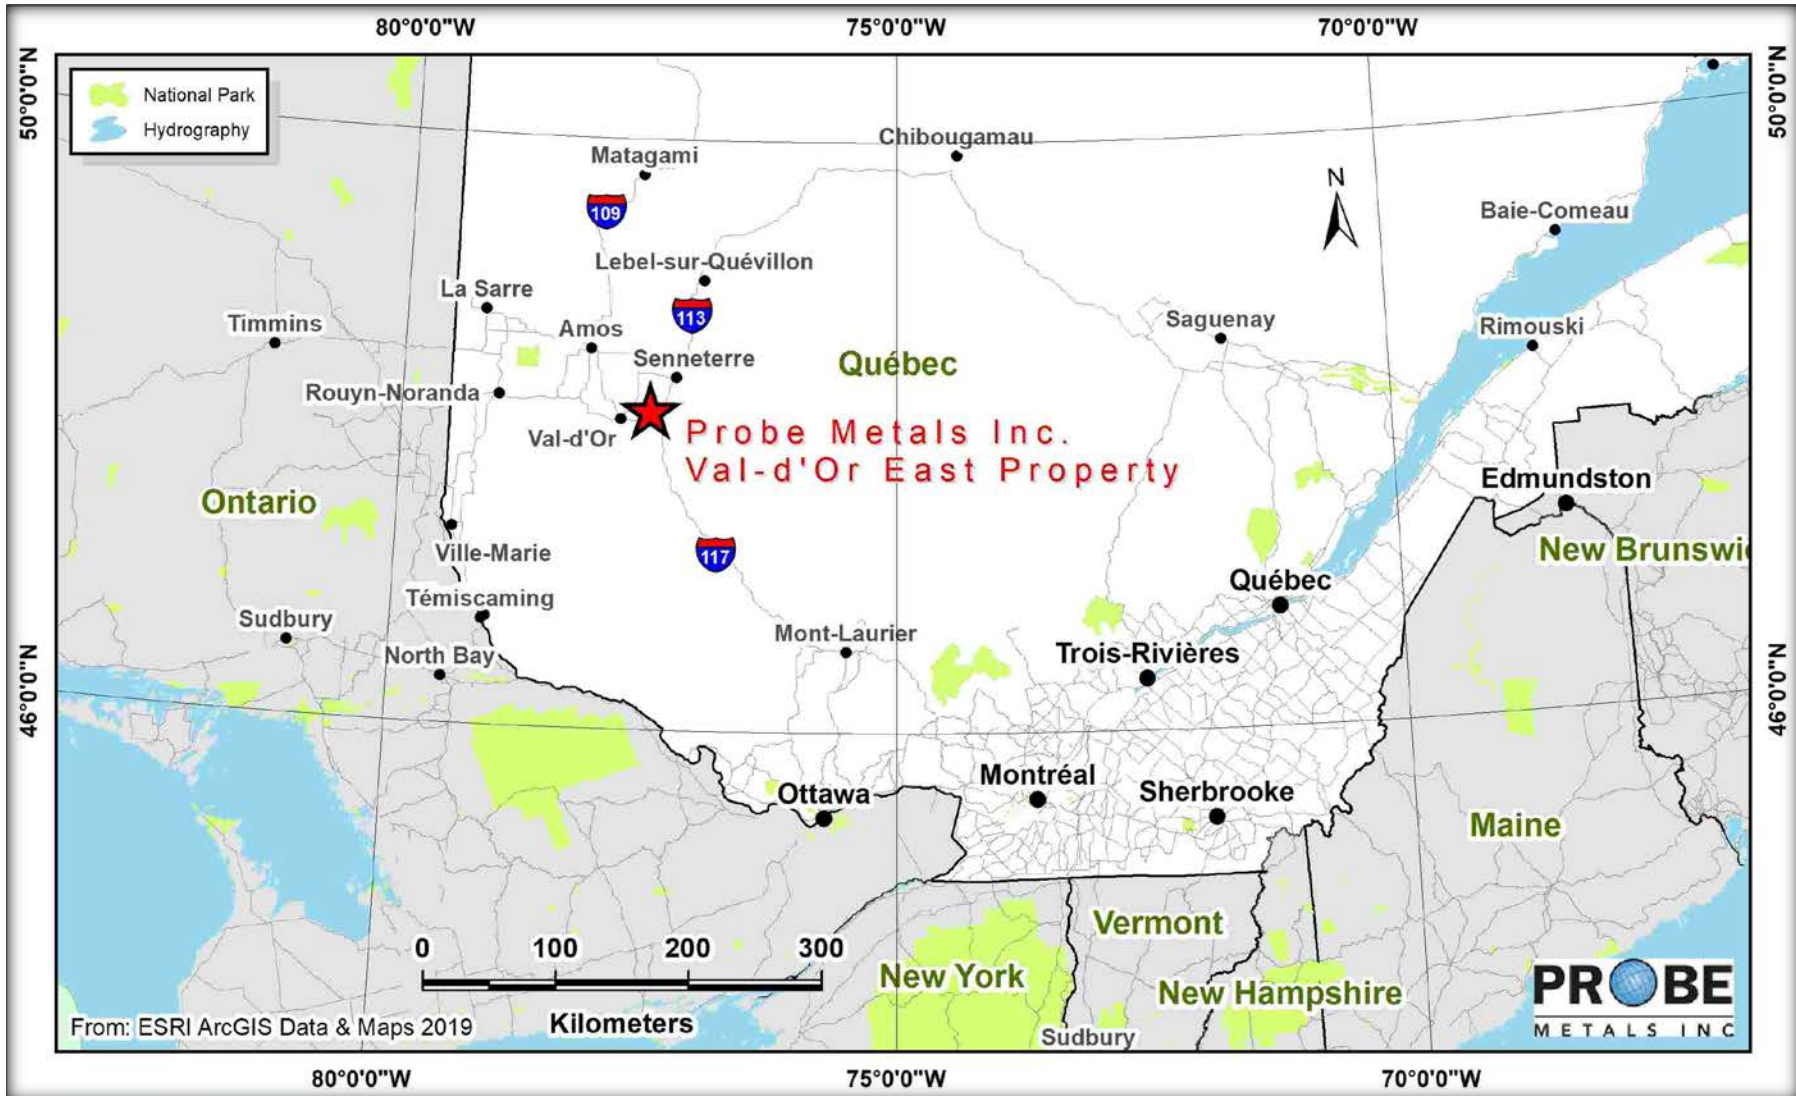 80°0'0"W 75°0'0"W 70°0'0"W
50°0'0"N
50°0'0"N
National Park
Hydrography
Chibougamau
Matagami
109
N
Baie-Comeau
Lebel-sur-Quévillon
La Sarre
113
Timmins
Amos
Saguenay
Rimouski
Senneterre
Québec
Rouyn-Noranda
Val-d'Or
Probe Metals Inc.
Val-d'Or East Property
Edmundston
Ontario
117
Ville-Marie
New Brunswi
Québec
Témiscaming
Sudbury
Mont-Laurier
North Bay
Trois-Rivières
46°0'0"N
46°0'0"N
Montréal
Ottawa
Sherbrooke
Maine
Vermont
0 100 200 300
New York
New Hampshire
PROBE
METALS INC
From: ESRI ArcGIS Data & Maps 2019
Kilometers
Sudbury
80°0'0"W 75°0'0"W 70°0'0"W